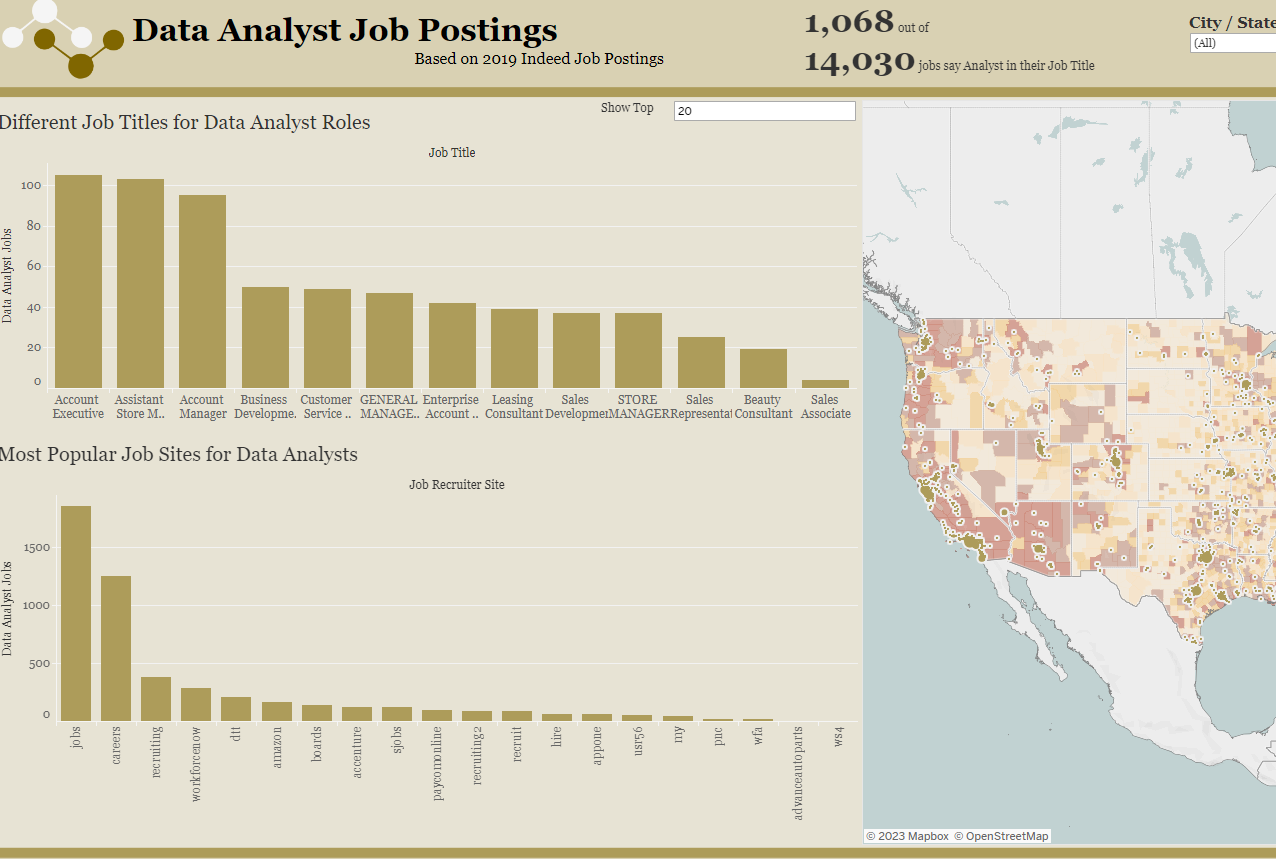 Data Analyst Job Postings
Based on 2019 Indeed Job Postings
1,068 out of
14,030 jobs say Analyst in their Job Title
City / State
(All)
Different Job Titles for Data Analyst Roles
Show Top
20
Job Title
Data Analyst Jobs
100
80
60
40
20
0
Account Executive
Assistant Store M..
Account Manager
Business Developme.
Customer Service ..
GENERAL MANAGE..
Enterprise Account ..
Leasing Consultant
Sales Developmer
STORE MANAGER
Sales Representat
Beauty Consultant
Sales Associate
Most Popular Job Sites for Data Analysts
Job Recruiter Site
Data Analyst Jobs
1500
1000
500
0
jobs
careers
recruiting
workforcenow
dtt
amazon
boards
accenture
sjobs
paycomonline
recruiting2
recruit
hire
appone
usr56
my
pnc
wfa
advanceautoparts
ws4
© 2023 Mapbox © OpenStreetMap